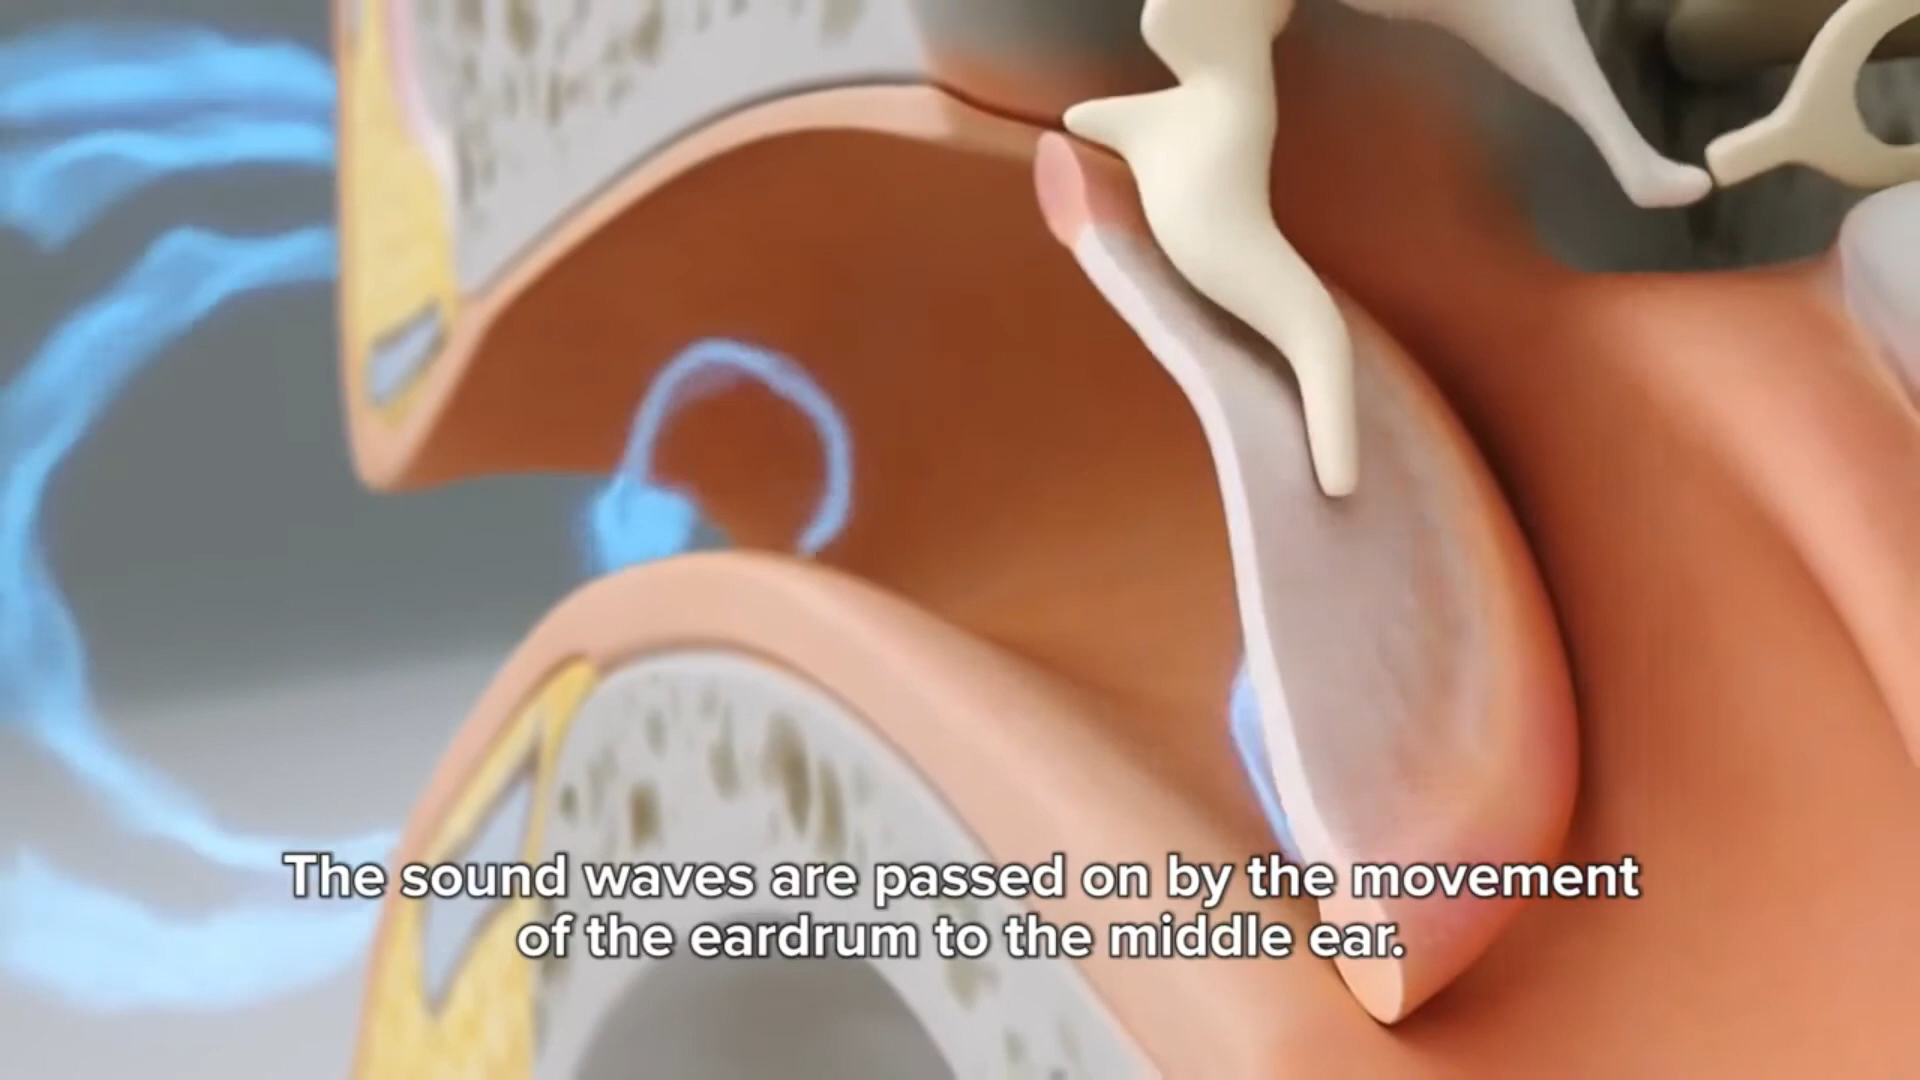 The sound waves are passed on by the movement
of the eardrum to the middle ear.